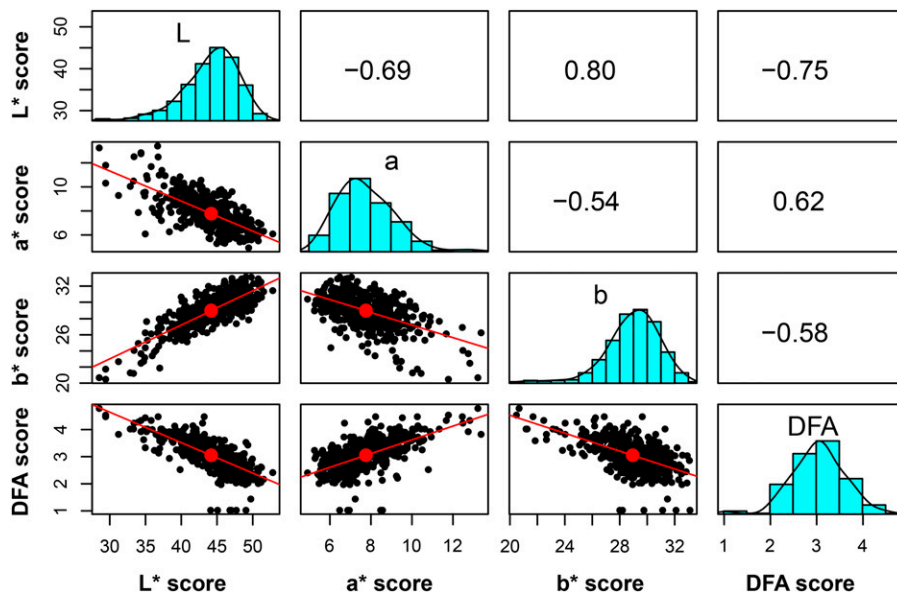 L* score
50
40
30
L
−0.69
0.80
−0.75
a* score
10
6
a
−0.54
0.62
b* score
32
26
20
b
−0.58
DFA score
4
3
2
1
DFA
30 35 40 45 50
4 6 8 10 12
20 24 28 32
1 2 3 4
L* score
a* score
b* score
DFA score